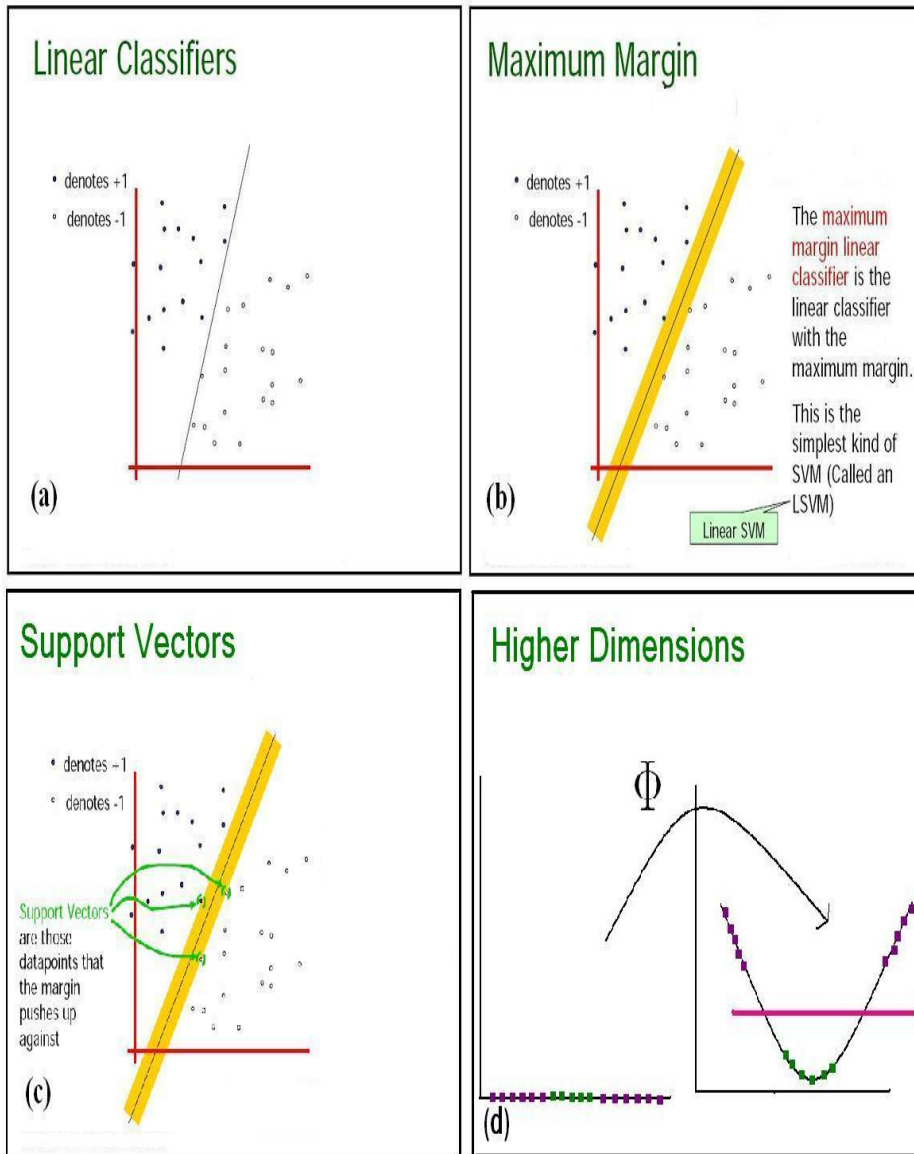 Linear Classifiers
denotes +1
denotes -1
(a)
Maximum Margin
denotes +1
denotes -1
The maximum
margin linear
classifier is the
linear classifier
with the
maximum margin.
This is the
simplest kind of
SVM (Called an
LSVM)
Linear SVM
(b)
Support Vectors
denotes +1
denotes -1
Support Vectors
are those
datapoints that
the margin
pushes up
against
(c)
Higher Dimensions
Φ
(d)